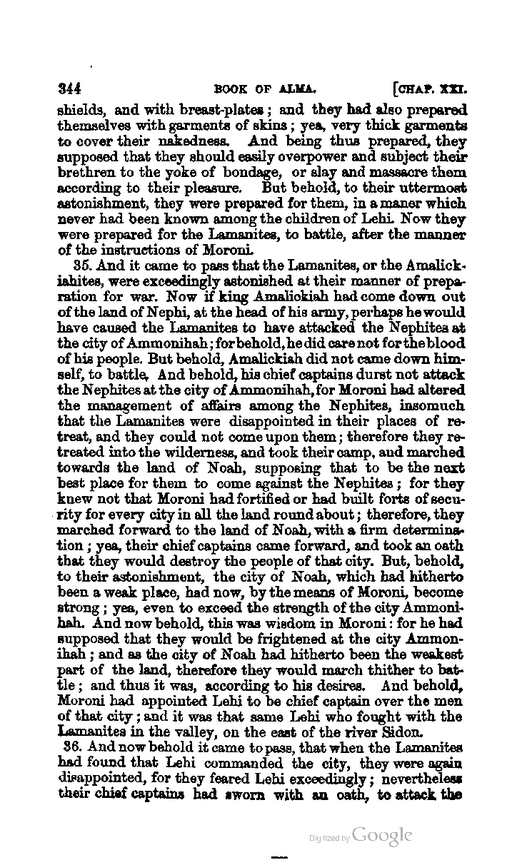 344 BOOK OF ALMA. [CHAP. XXI.
shields, and with breast-plates; and they had also prepared
themselves with garments of skins; yea, very thick garments
to cover their nakedness. And being thus prepared, they
supposed that they should easily overpower and subject their
brethren to the yoke of bondage, or slay and massacre them
according to their pleasure. But behold, to their uttermost
astonishment, they were prepared for them, in a maner which
never had been known among the children of Lehi. Now they
were prepared for the Lamanites, to battle, after the manner
of the instructions of Moroni.
35. And it came to pass that the Lamanites, or the Amalick-
iahites, were exceedingly astonished at their manner of prepa-
ration for war. Now if king Amaliokiah had come down out
of the land of Nephi, at the head of his army, perhaps he would
have caused the Lamanites to have attacked the Nephites at
the city of Ammonihah; for behold, he did care not for the blood
of his people. But behold, Amalickiah did not came down him-
self, to battle. And behold, his chief captains durst not attack
the Nephites at the city of Ammonihah, for Moroni had altered
the management of affairs among the Nephites, insomuch
that the Lamanites were disappointed in their places of re-
treat, and they could not come upon them; therefore they re-
treated into the wilderness, and took their camp, aud marched
towards the land of Noah, supposing that to be the next
best place for them to come against the Nephites; for they
knew not that Moroni had fortified or had built forts of secu-
rity for every city in all the land round about; therefore, they
marched forward to the land of Noah, with a firm determina-
tion; yea, their chief captains came forward, and took an oath
that they would destroy the people of that city. But, behold,
to their astonishment, the city of Noah, which had hitherto
been a weak place, had now, by the means of Moroni, become
strong; yea, even to exceed the strength of the city Ammoni-
hah. And now behold, this was wisdom in Moroni: for he had
supposed that they would be frightened at the city Ammon-
ihah; and as the city of Noah had hitherto been the weakest
part of the land, therefore they would march thither to bat-
tle; and thus it was, according to his desires. And behold,
Moroni had appointed Lehi to be chief captain over the men
of that city; and it was that same Lehi who fought with the
Lamanites in the valley, on the east of the river Sidon.
36. And now behold it came to pass, that when the Lamanites
had found that Lehi commanded the city, they were again
disappointed, for they feared Lehi exceedingly; nevertheless
their chief captains had sworn with an oath, to attack the
Digitized by Google